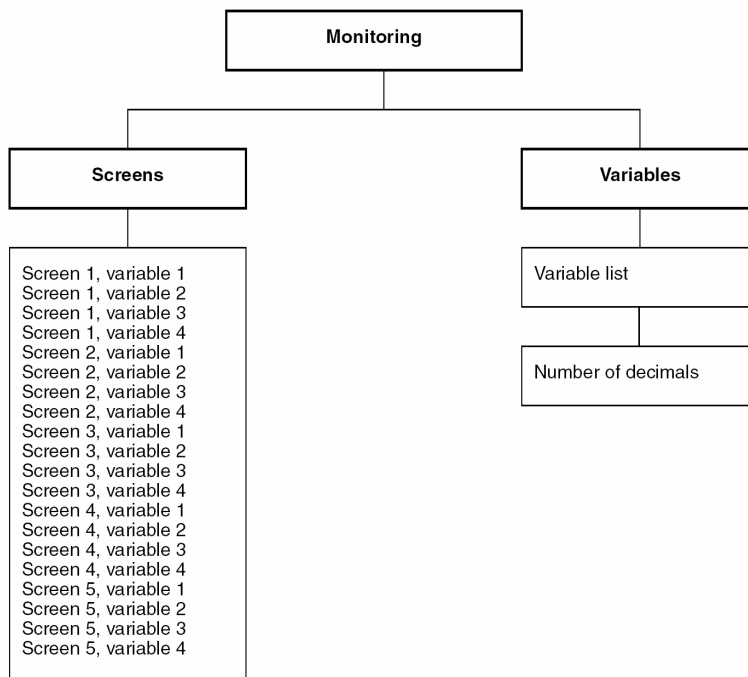 Monitoring
Screens
Variables
Screen 1, variable 1
Screen 1, variable 2
Screen 1, variable 3
Screen 1, variable 4
Screen 2, variable 1
Screen 2, variable 2
Screen 2, variable 3
Screen 2, variable 4
Screen 3, variable 1
Screen 3, variable 2
Screen 3, variable 3
Screen 3, variable 4
Screen 4, variable 1
Screen 4, variable 2
Screen 4, variable 3
Screen 4, variable 4
Screen 5, variable 1
Screen 5, variable 2
Screen 5, variable 3
Screen 5, variable 4
Variable list
Number of decimals